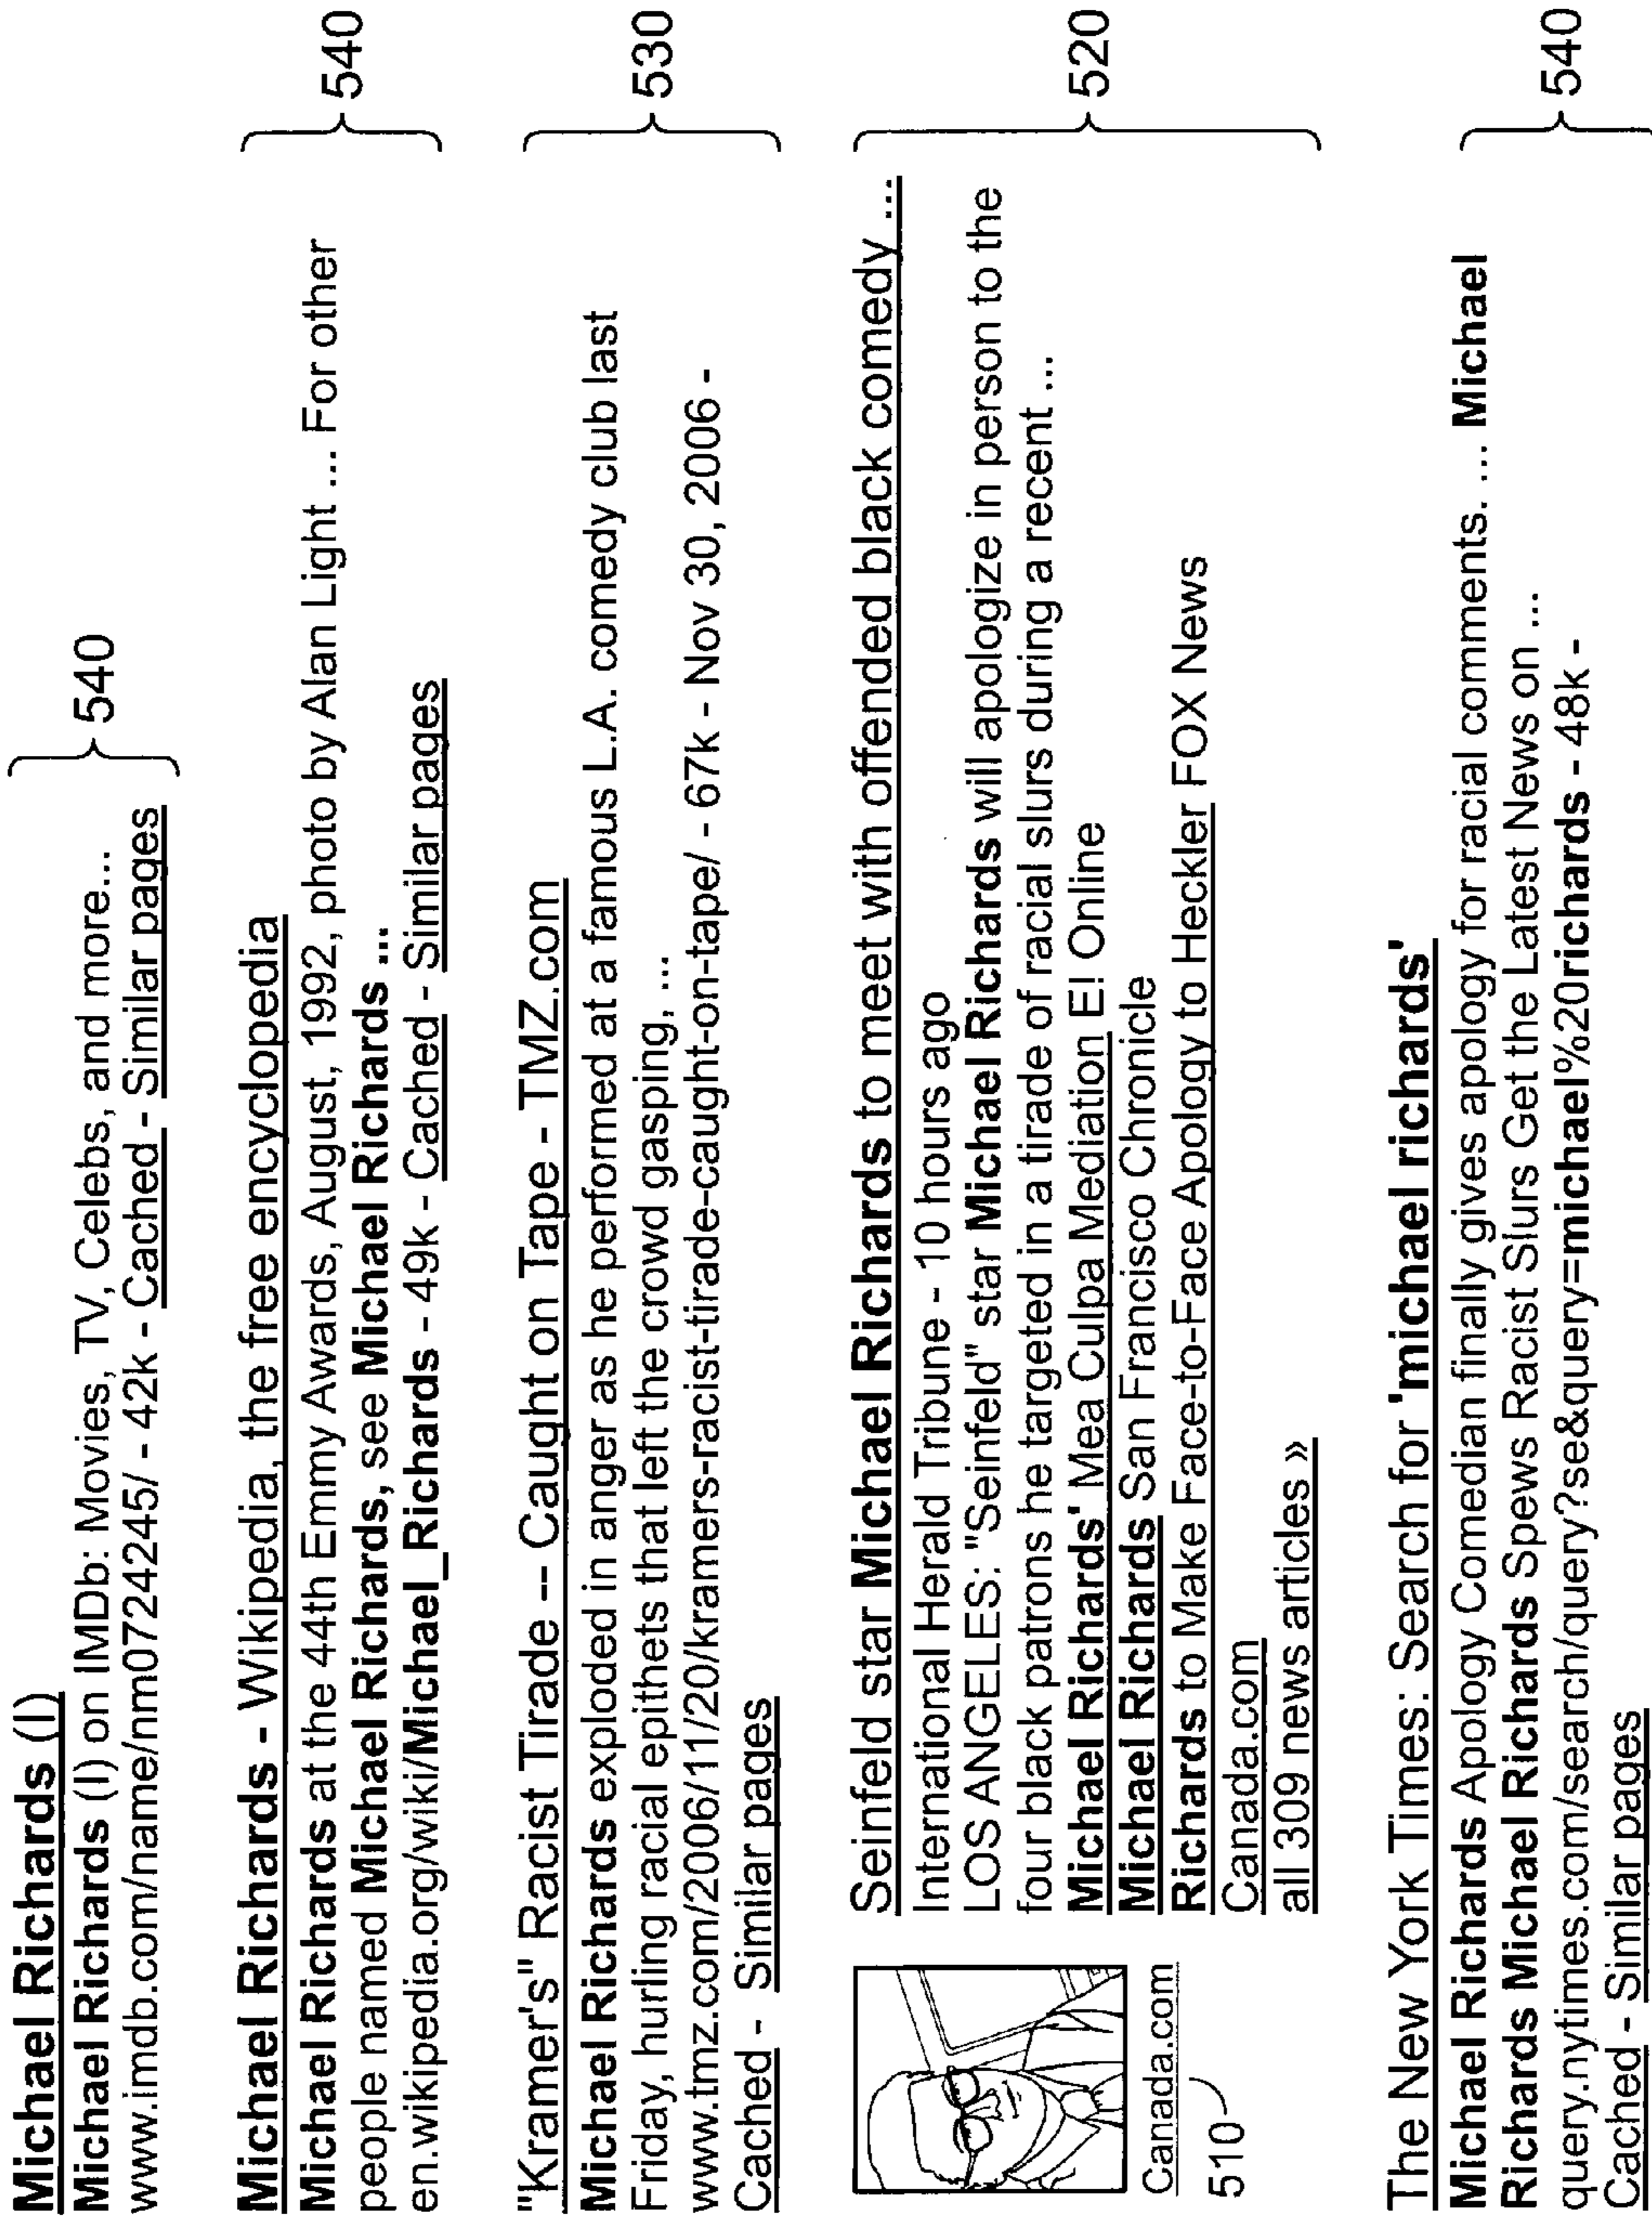 Michael Richards (I)
Michael Richards (I) on IMDb: Movies, TV, Celebs, and more...
www.imdb.com/name/nm0724245/ - 42k - Cached - Similar pages
540
Michael Richards - Wikipedia, the free encyclopedia
Michael Richards at the 44th Emmy Awards, August, 1992, photo by Alan Light ... For other
people named Michael Richards, see Michael Richards ...
en.wikipedia.org/wiki/Michael_Richards - 49k - Cached - Similar pages
540
"Kramer's" Racist Tirade -- Caught on Tape - TMZ.com
Michael Richards exploded in anger as he performed at a famous L.A. comedy club last
Friday, hurling racial epithets that left the crowd gasping, ...
www.tmz.com/2006/11/20/kramers-racist-tirade-caught-on-tape/ - 67k - Nov 30, 2006 -
Cached - Similar pages
530
Seinfeld star Michael Richards to meet with offended black comedy ...
International Herald Tribune - 10 hours ago
LOS ANGELES: "Seinfeld" star Michael Richards will apologize in person to the
four black patrons he targeted in a tirade of racial slurs during a recent ...
Michael Richards' Mea Culpa Mediation E! Online
Michael Richards San Francisco Chronicle
Richards to Make Face-to-Face Apology to Heckler FOX News
Canada.com
all 309 news articles »
520
Canada.com
510
The New York Times: Search for 'michael richards'
Michael Richards Apology Comedian finally gives apology for racial comments. ... Michael
Richards Michael Richards Spews Racist Slurs Get the Latest News on ...
query.nytimes.com/search/query?se&query=michael%20richards - 48k -
Cached - Similar pages
540